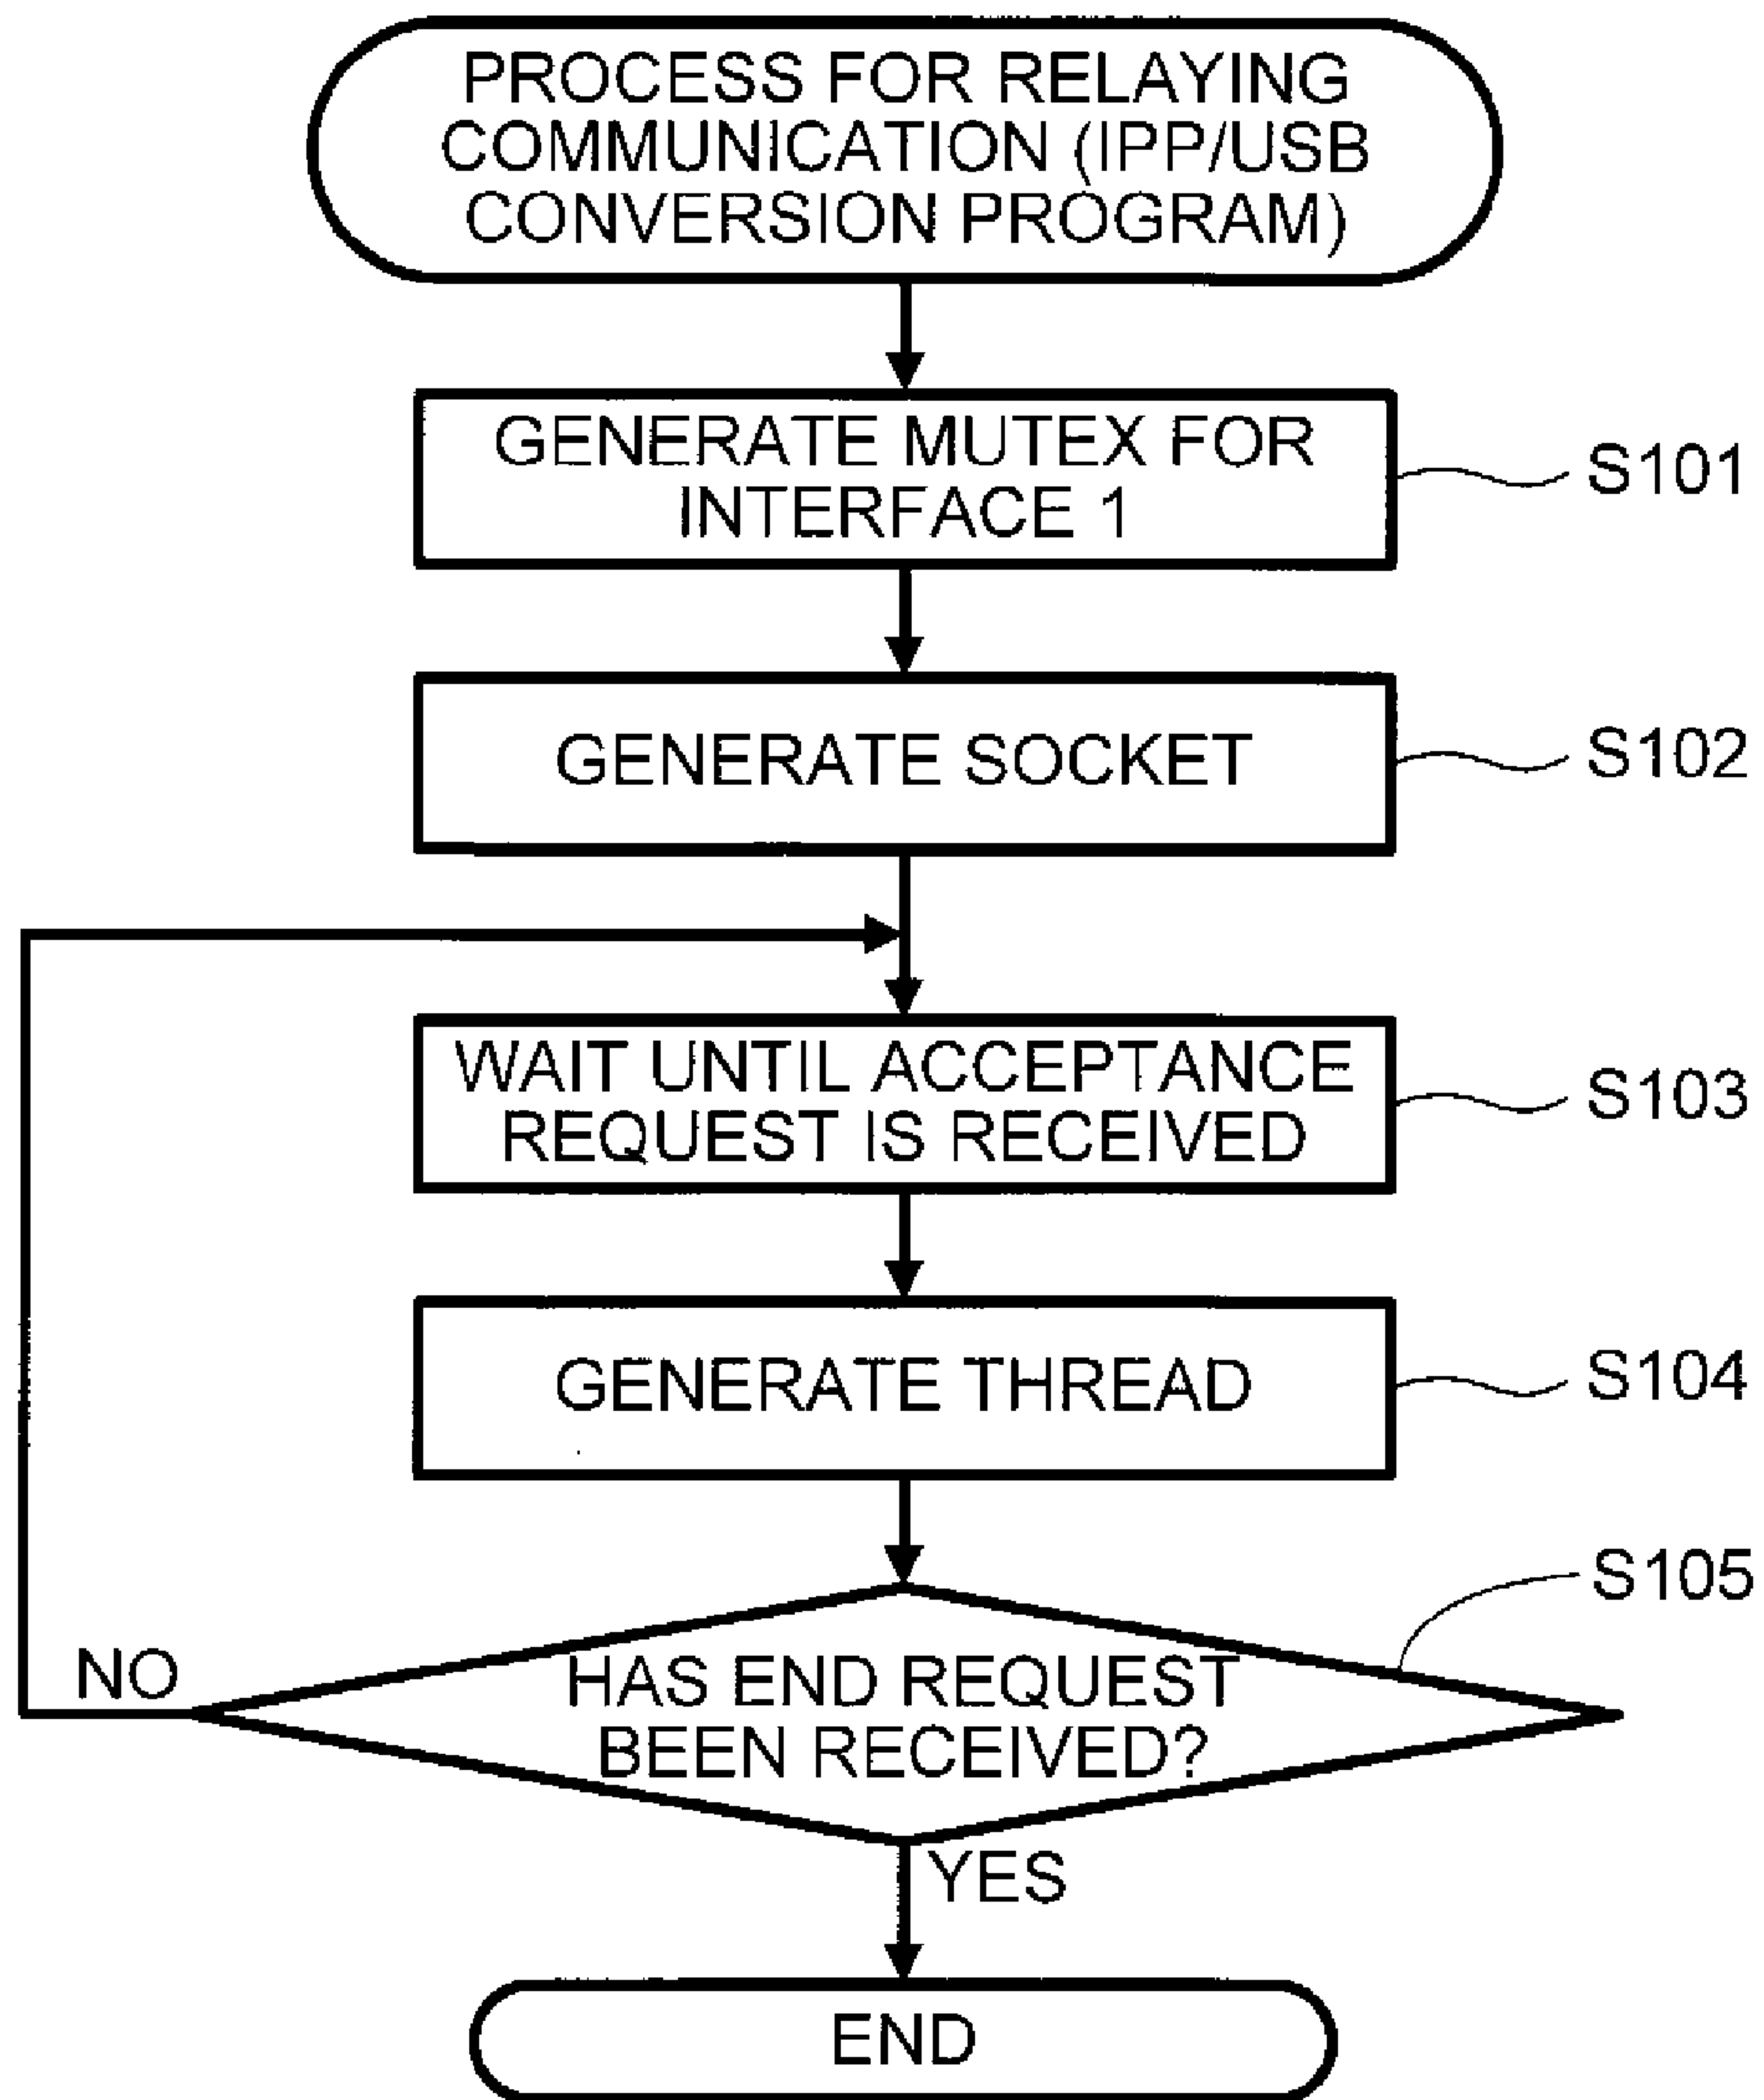 PROCESS FOR RELAYING
COMMUNICATION (IPP/USB
CONVERSION PROGRAM)
GENERATE MUTEX FOR
INTERFACE 1
S101
GENERATE SOCKET
S102
WAIT UNTIL ACCEPTANCE
REQUEST IS RECEIVED
S103
GENERATE THREAD
S104
S105
NO
HAS END REQUEST
BEEN RECEIVED?
YES
END